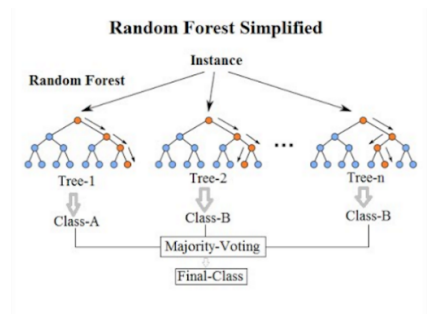 Random Forest Simplified
Instance
Random Forest
...
Tree-1 Tree-2 Tree-n
Class-A Class-B Class-B
Majority-Voting
Final-Class